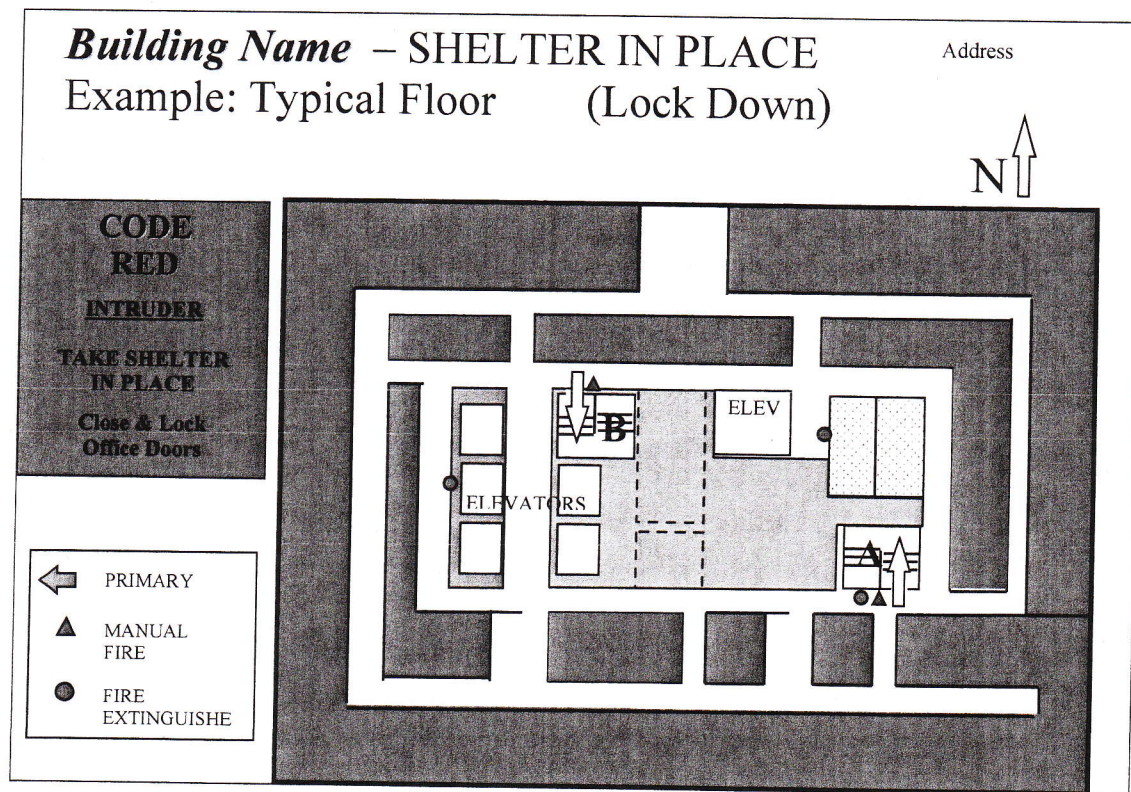 Building Name – SHELTER IN PLACE
Address
Example: Typical Floor (Lock Down)
N
CODE
RED
INTRUDER
TAKE SHELTER
IN PLACE
Close & Lock
Office Doors
ELEV
B
ELEVATORS
A
PRIMARY
MANUAL
FIRE
FIRE
EXTINGUISHE